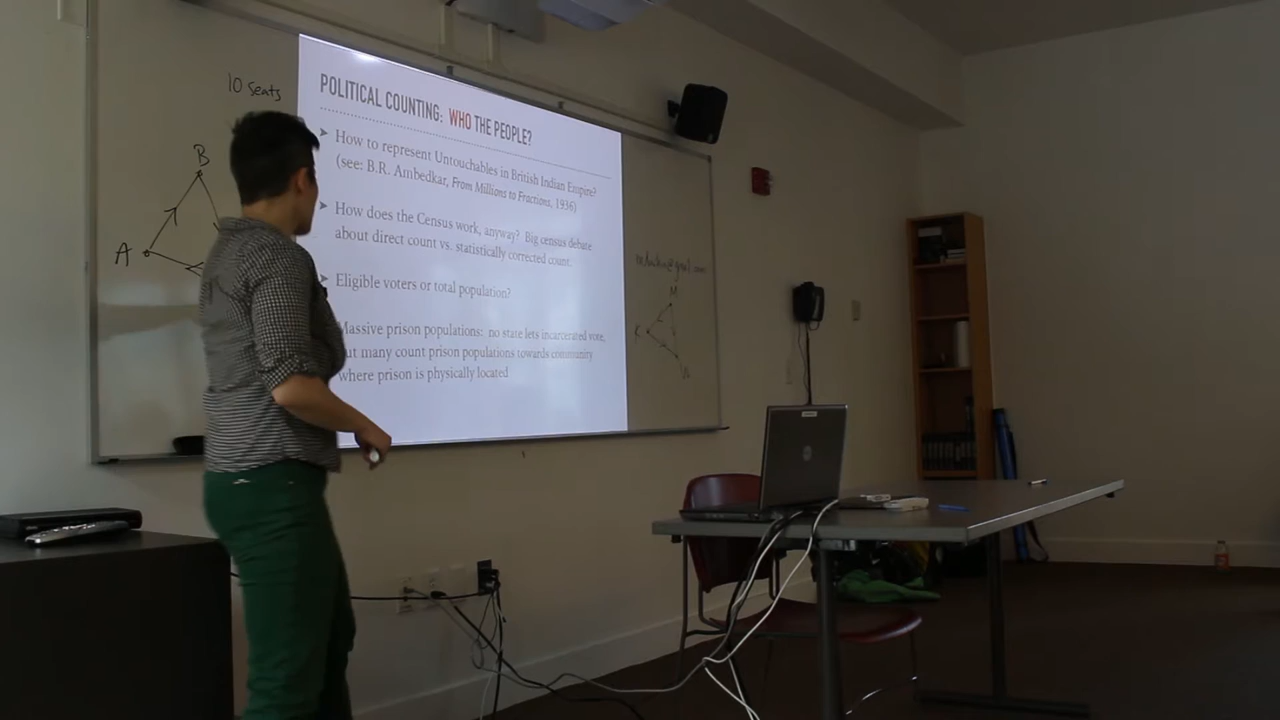 10 Seats
POLITICAL COUNTING: WHO THE PEOPLE?
How to represent Untouchables in British Indian Empire?
(see: B.R. Ambedkar, From Millions to Fractions, 1936)
How does the Census work, anyway? Big census debate
about direct count vs. statistically corrected count.
Eligible voters or total population?
Massive prison populations: no state lets incarcerated vote,
but many count prison populations towards community
where prison is physically located
B
A
M
K